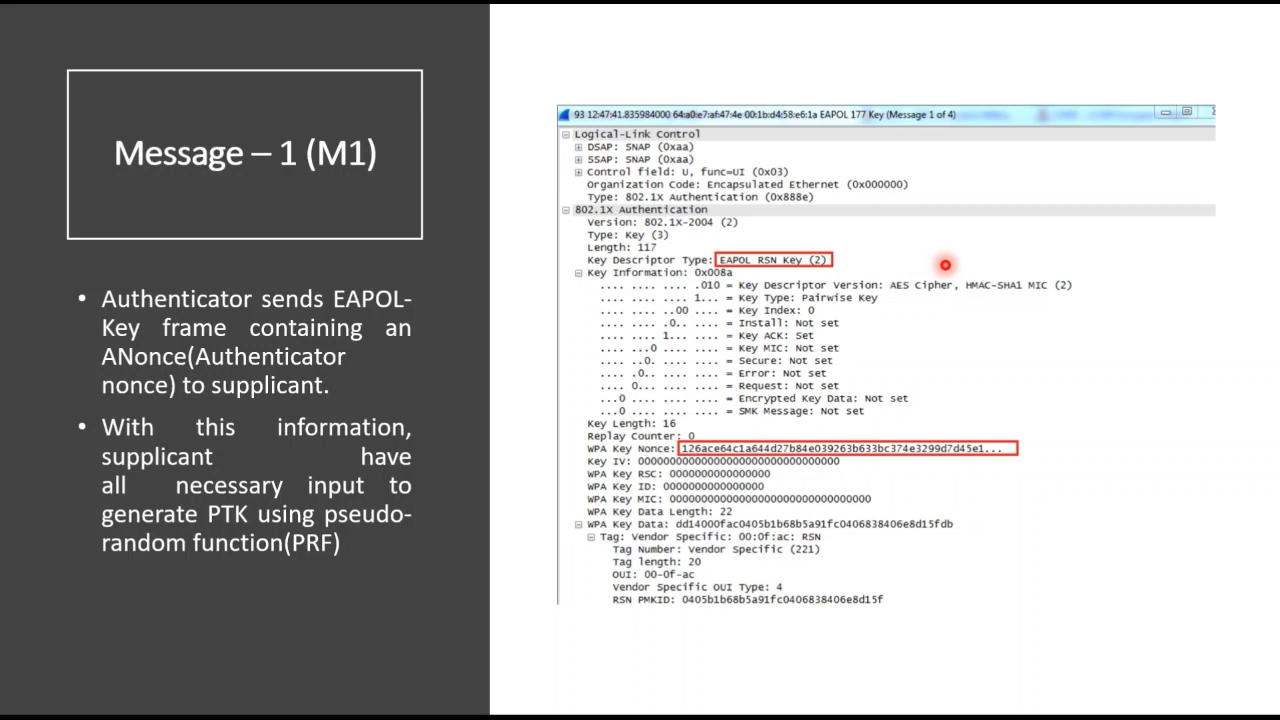 Message – 1 (M1)
• Authenticator sends EAPOL-
Key frame containing an
ANonce(Authenticator
nonce) to supplicant.
• With this information,
supplicant have
all necessary input to
generate PTK using pseudo-
random function(PRF)
93 12:47:41.835984000 64:a0:e7:af:47:4e 00:1b:d4:58:e6:1a EAPOL 177 Key (Message 1 of 4)
Logical-Link Control
DSAP: SNAP (0xaa)
SSAP: SNAP (0xaa)
Control field: U, func=UI (0x03)
Organization Code: Encapsulated Ethernet (0x000000)
Type: 802.1X Authentication (0x888e)
802.1X Authentication
Version: 802.1X-2004 (2)
Type: Key (3)
Length: 117
Key Descriptor Type: EAPOL RSN Key (2)
Key Information: 0x008a
.... .... .... .010 = Key Descriptor Version: AES Cipher, HMAC-SHA1 MIC (2)
.... .... .... 1... = Key Type: Pairwise Key
.... .... ..00 .... = Key Index: 0
.... .... .0.. .... = Install: Not set
.... .... 1... .... = Key ACK: Set
.... ...0 .... .... = Key MIC: Not set
.... ..0. .... .... = Secure: Not set
.... .0.. .... .... = Error: Not set
.... 0... .... .... = Request: Not set
...0 .... .... .... = Encrypted Key Data: Not set
...0 .... .... .... = SMK Message: Not set
Key Length: 16
Replay Counter: 0
WPA Key Nonce: 126ace64c1a644d27b84e039263b633bc374e3299d7d45e1...
Key IV: 00000000000000000000000000000000
WPA Key RSC: 0000000000000000
WPA Key ID: 0000000000000000
WPA Key MIC: 00000000000000000000000000000000
WPA Key Data Length: 22
WPA Key Data: dd14000fac0405b1b68b5a91fc0406838406e8d15fdb
Tag: Vendor Specific: 00:0f:ac: RSN
Tag Number: Vendor Specific (221)
Tag length: 20
OUI: 00-0f-ac
Vendor Specific OUI Type: 4
RSN PMKID: 0405b1b68b5a91fc0406838406e8d15f